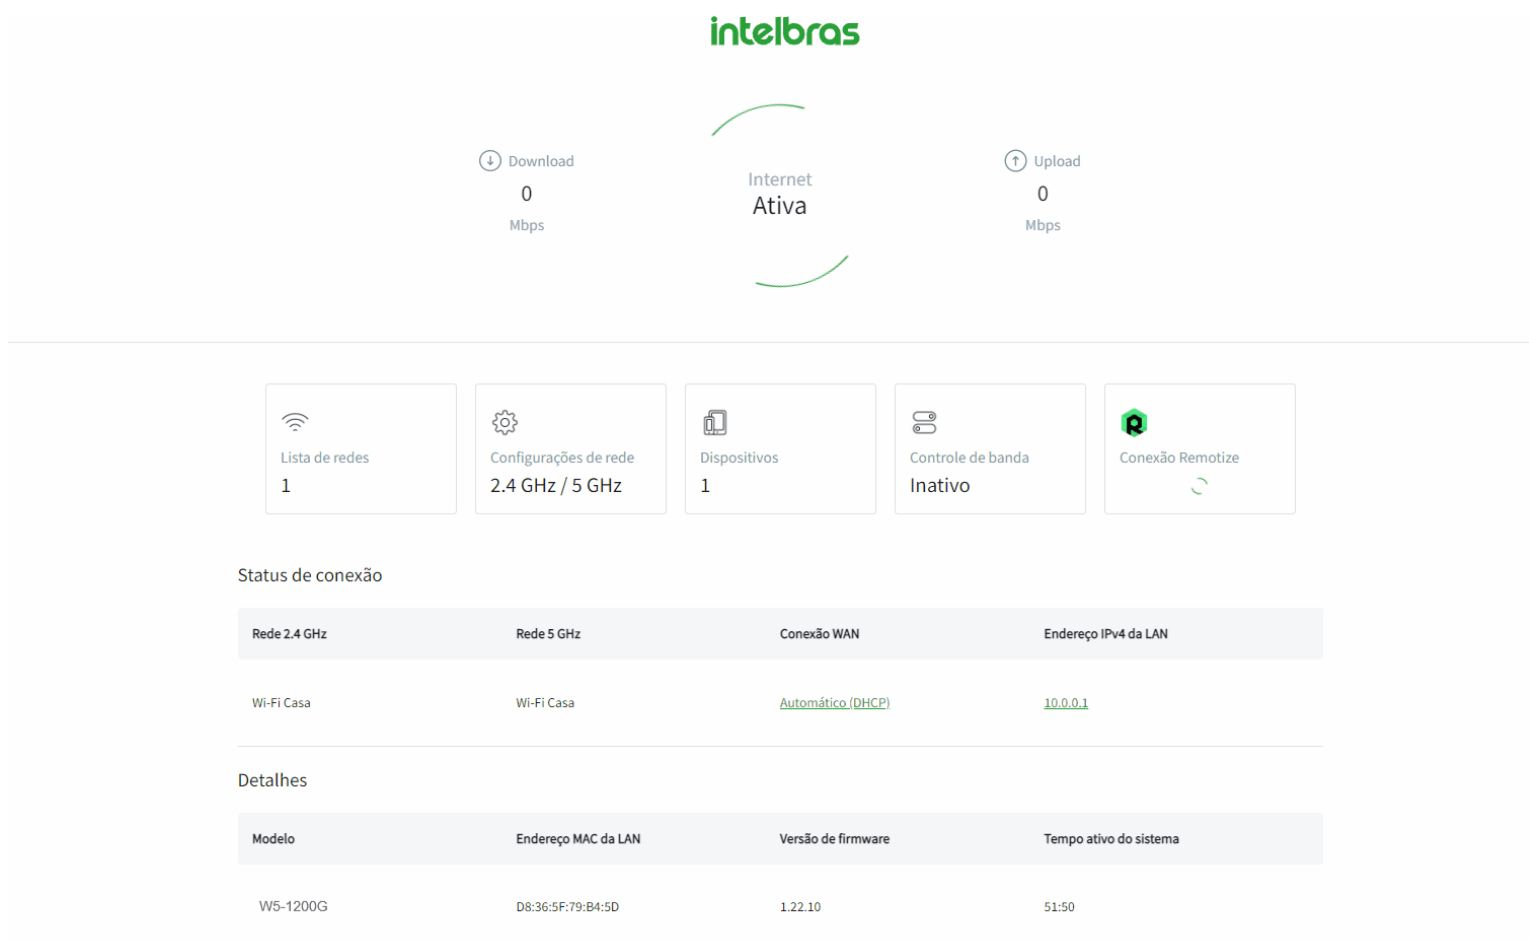 intelbras
Download
0
Mbps
Internet
Ativa
Upload
0
Mbps
Lista de redes
1
Configurações de rede
2.4 GHz / 5 GHz
Dispositivos
1
Controle de banda
Inativo
Conexão Remotize
Status de conexão
Rede 2.4 GHz Rede 5 GHz Conexão WAN Endereço IPv4 da LAN
Wi-Fi Casa Wi-Fi Casa Automático (DHCP) 10.0.0.1
Detalhes
Modelo Endereço MAC da LAN Versão de firmware Tempo ativo do sistema
W5-1200G D8:36:5F:79:B4:5D 1.22.10 51:50